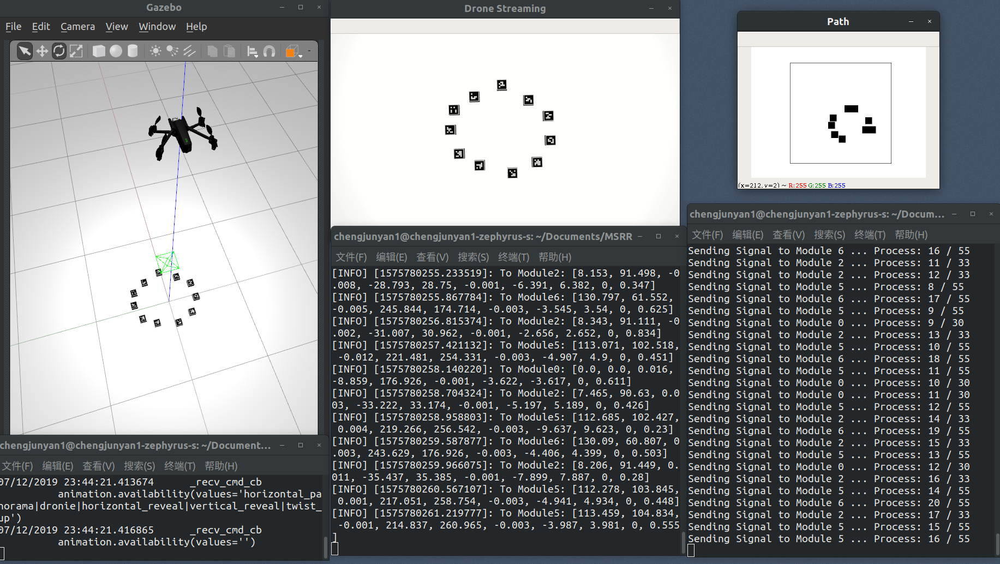 Gazebo
File Edit Camera View Window Help
Drone Streaming
Path
(x=212, y=2) ~ R:255 G:255 B:255
chengjunyan1@chengjunyan1-zephyrus-s: ~/Document...
文件(F) 编辑(E) 查看(V) 搜索(S) 终端(T) 帮助(H)
07/12/2019 23:44:21.413674 _recv_cmd_cb
animation.availability(values='horizontal_pa
norama|dronie|horizontal_reveal|vertical_reveal|twist_
up')
07/12/2019 23:44:21.416865 _recv_cmd_cb
animation.availability(values='')
chengjunyan1@chengjunyan1-zephyrus-s: ~/Documents/MSRR
文件(F) 编辑(E) 查看(V) 搜索(S) 终端(T) 帮助(H)
[INFO] [1575780255.233519]: To Module2: [8.153, 91.498, -0
.008, -28.793, 28.75, -0.001, -6.391, 6.382, 0, 0.347]
[INFO] [1575780255.867784]: To Module6: [130.797, 61.552,
-0.005, 245.844, 174.714, -0.003, -3.545, 3.54, 0, 0.625]
[INFO] [1575780256.815374]: To Module2: [8.343, 91.111, -0
.002, -31.007, 30.962, -0.001, -2.656, 2.652, 0, 0.834]
[INFO] [1575780257.421132]: To Module5: [113.071, 102.518,
-0.012, 221.481, 254.331, -0.003, -4.907, 4.9, 0, 0.451]
[INFO] [1575780258.140220]: To Module0: [0.0, 0.0, 0.016,
-8.859, 176.926, -0.001, -3.622, -3.617, 0, 0.611]
[INFO] [1575780258.704324]: To Module2: [7.465, 90.63, 0.0
03, -33.222, 33.174, -0.001, -5.197, 5.189, 0, 0.426]
[INFO] [1575780258.958803]: To Module5: [112.685, 102.427,
0.004, 219.266, 256.542, -0.003, -9.637, 9.623, 0, 0.23]
[INFO] [1575780259.587877]: To Module6: [130.09, 60.807, 0
.003, 243.629, 176.926, -0.003, -4.406, 4.399, 0, 0.503]
[INFO] [1575780259.966075]: To Module2: [8.206, 91.449, 0.
011, -35.437, 35.385, -0.001, -7.899, 7.887, 0, 0.28]
[INFO] [1575780260.567107]: To Module5: [112.278, 103.845,
0.001, 217.051, 258.754, -0.003, -4.941, 4.934, 0, 0.448]
[INFO] [1575780261.219777]: To Module5: [113.459, 104.834,
-0.001, 214.837, 260.965, -0.003, -3.987, 3.981, 0, 0.555
]
chengjunyan1@chengjunyan1-zephyrus-s: ~/Docum...
文件(F) 编辑(E) 查看(V) 搜索(S) 终端(T) 帮助(H)
Sending Signal to Module 6 ... Process: 16 / 55
Sending Signal to Module 2 ... Process: 11 / 33
Sending Signal to Module 2 ... Process: 12 / 33
Sending Signal to Module 5 ... Process: 8 / 55
Sending Signal to Module 6 ... Process: 17 / 55
Sending Signal to Module 5 ... Process: 9 / 55
Sending Signal to Module 0 ... Process: 9 / 30
Sending Signal to Module 2 ... Process: 13 / 33
Sending Signal to Module 5 ... Process: 10 / 55
Sending Signal to Module 6 ... Process: 18 / 55
Sending Signal to Module 5 ... Process: 11 / 55
Sending Signal to Module 0 ... Process: 10 / 30
Sending Signal to Module 0 ... Process: 11 / 30
Sending Signal to Module 5 ... Process: 12 / 55
Sending Signal to Module 2 ... Process: 14 / 33
Sending Signal to Module 6 ... Process: 19 / 55
Sending Signal to Module 2 ... Process: 15 / 33
Sending Signal to Module 5 ... Process: 13 / 55
Sending Signal to Module 0 ... Process: 12 / 30
Sending Signal to Module 2 ... Process: 16 / 33
Sending Signal to Module 5 ... Process: 14 / 55
Sending Signal to Module 6 ... Process: 20 / 55
Sending Signal to Module 2 ... Process: 17 / 33
Sending Signal to Module 5 ... Process: 15 / 55
Sending Signal to Module 5 ... Process: 16 / 55